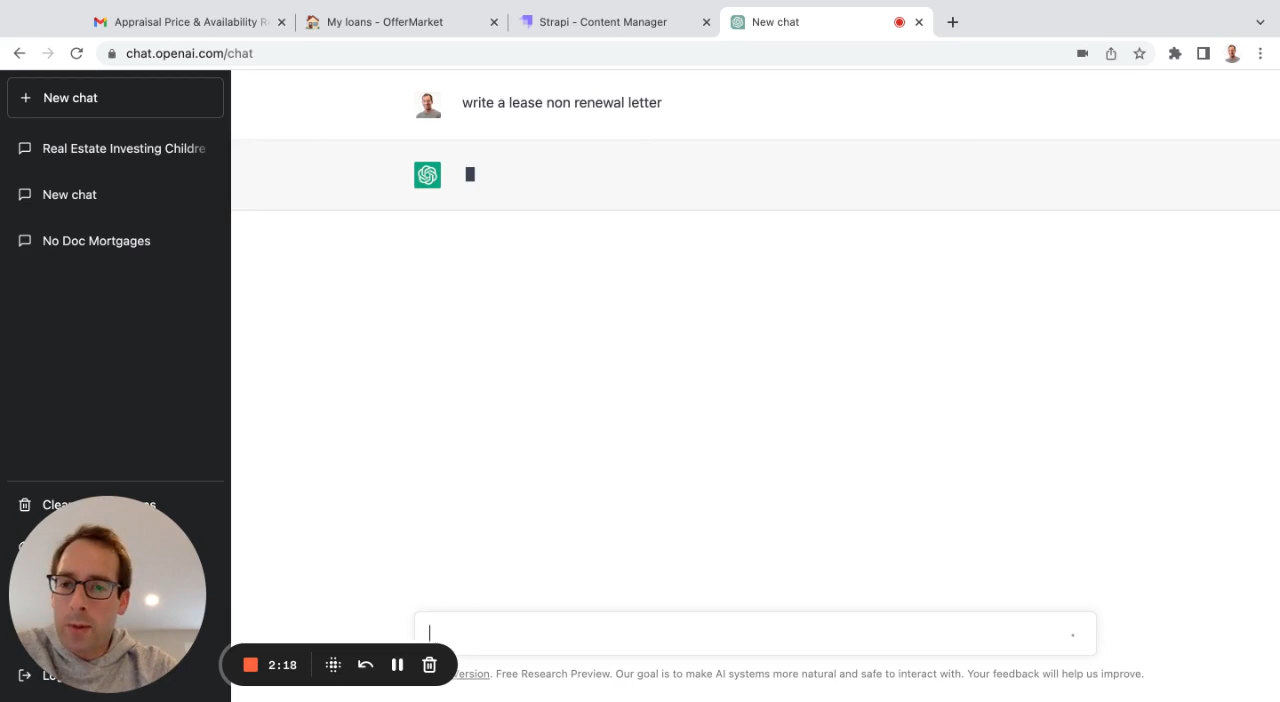 Appraisal Price & Availability R
My loans - OfferMarket
Strapi - Content Manager
New chat
chat.openai.com/chat
New chat
write a lease non renewal letter
Real Estate Investing Childre
New chat
No Doc Mortgages
2:18
ersion. Free Research Preview. Our goal is to make AI systems more natural and safe to interact with. Your feedback will help us improve.